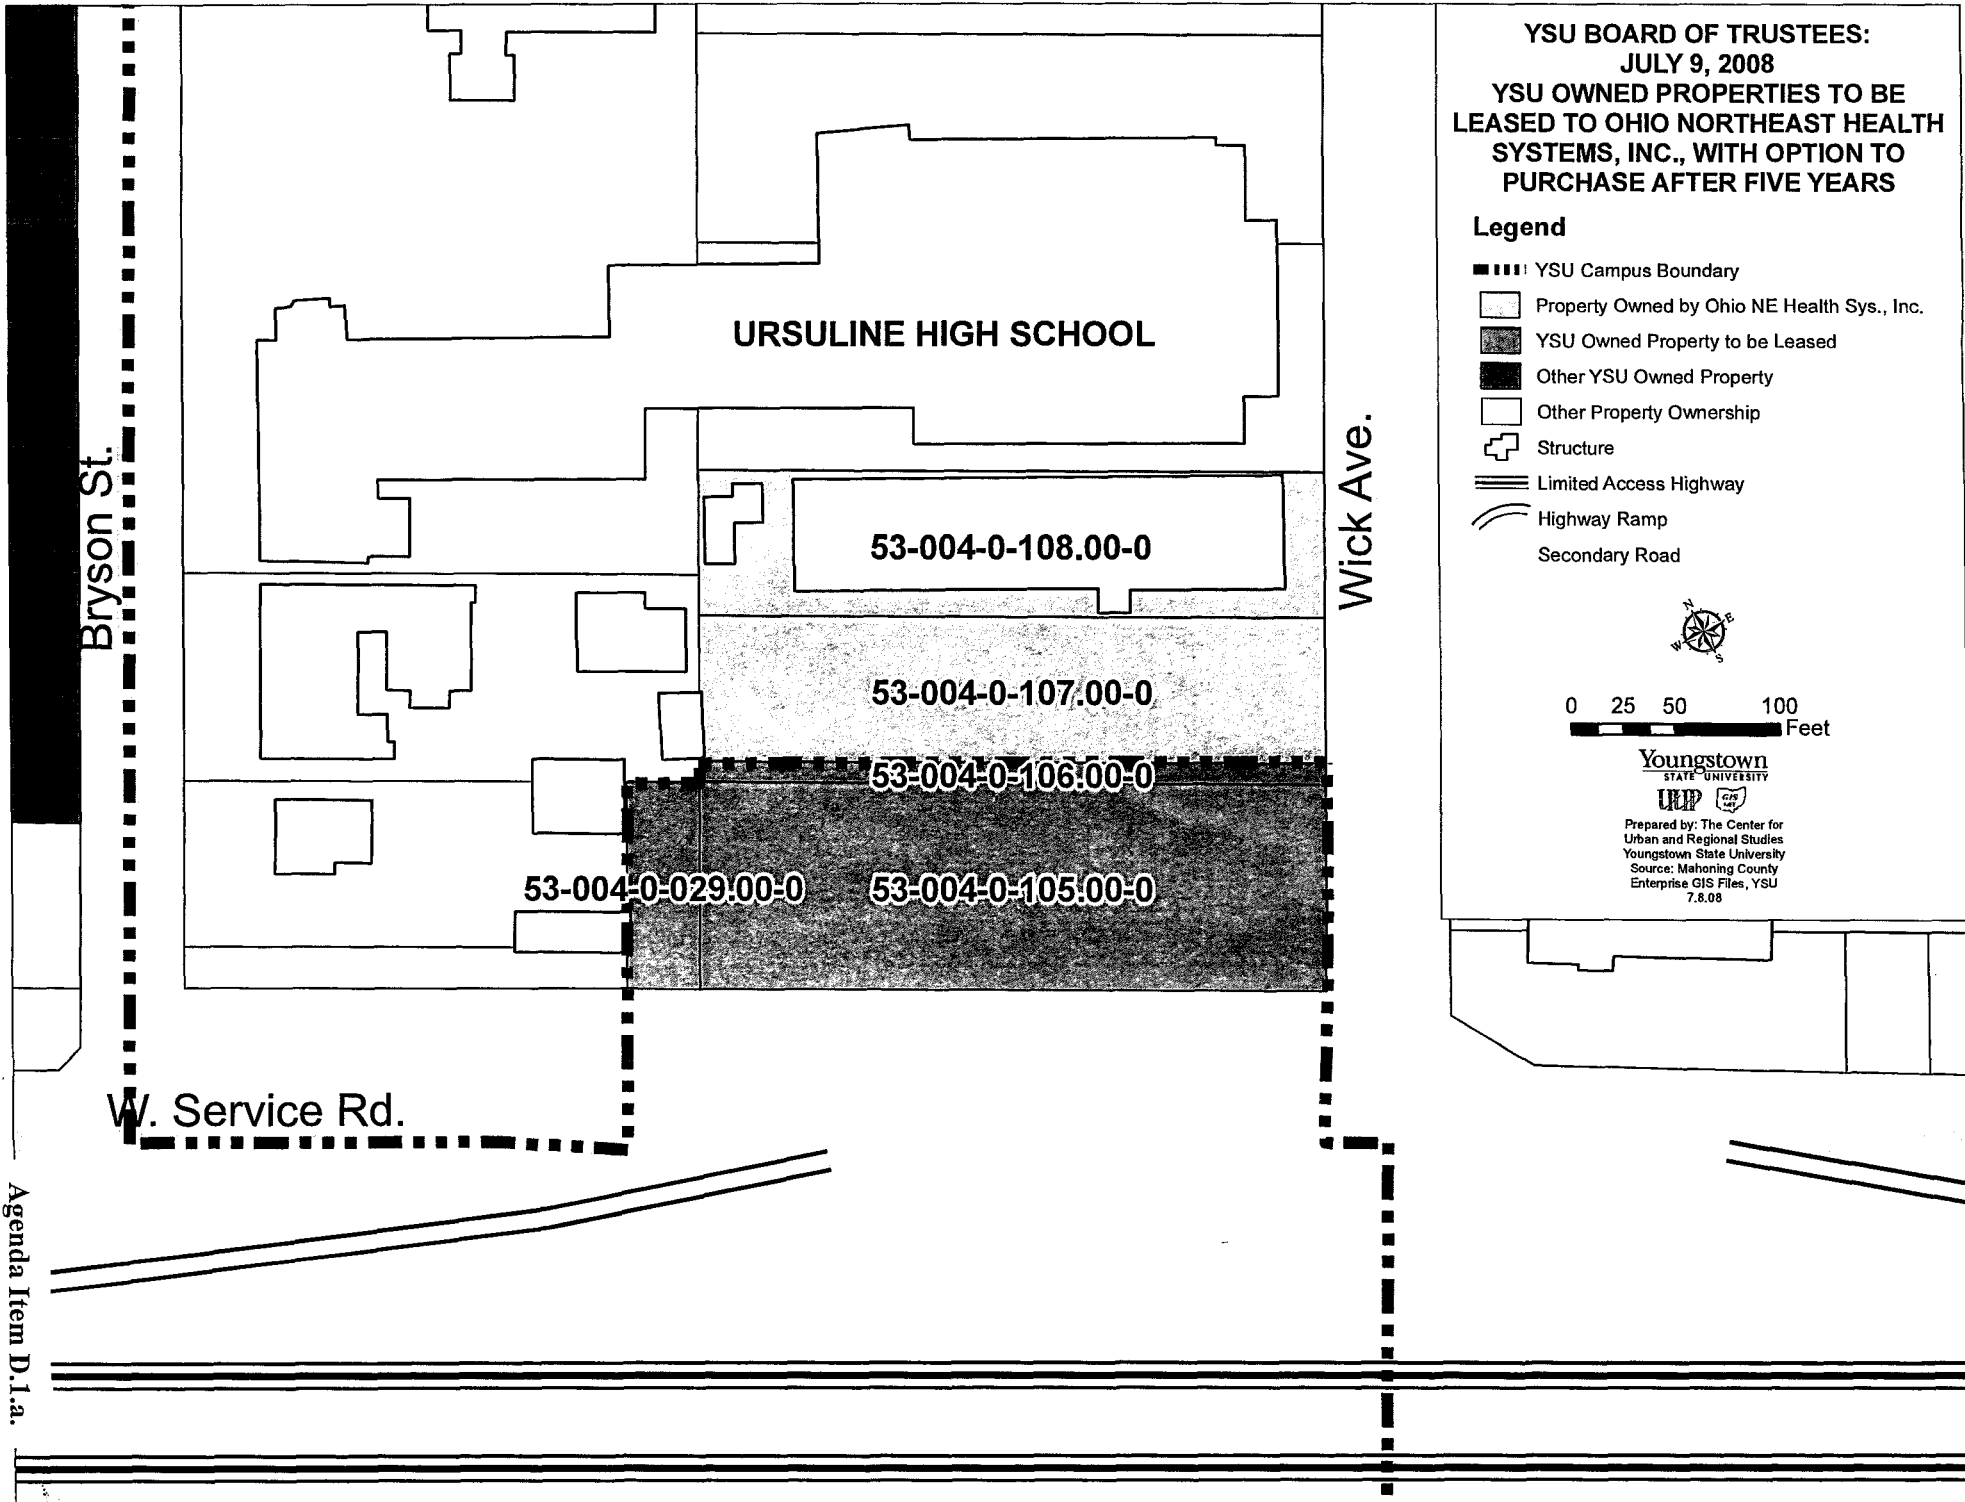 YSU BOARD OF TRUSTEES:
JULY 9, 2008
YSU OWNED PROPERTIES TO BE
LEASED TO OHIO NORTHEAST HEALTH
SYSTEMS, INC., WITH OPTION TO
PURCHASE AFTER FIVE YEARS
Legend
YSU Campus Boundary
Property Owned by Ohio NE Health Sys., Inc.
YSU Owned Property to be Leased
Other YSU Owned Property
Other Property Ownership
Structure
Limited Access Highway
Highway Ramp
Secondary Road
N
E
W
S
0 25 50 100
Feet
Youngstown
STATE UNIVERSITY
GIS
Prepared by: The Center for
Urban and Regional Studies
Youngstown State University
Source: Mahoning County
Enterprise GIS Files, YSU
7.8.08
URSULINE HIGH SCHOOL
Bryson St.
Wick Ave.
53-004-0-108.00-0
53-004-0-107.00-0
53-004-0-106.00-0
53-004-0-029.00-0
53-004-0-105.00-0
W. Service Rd.
Agenda Item D.1.a.